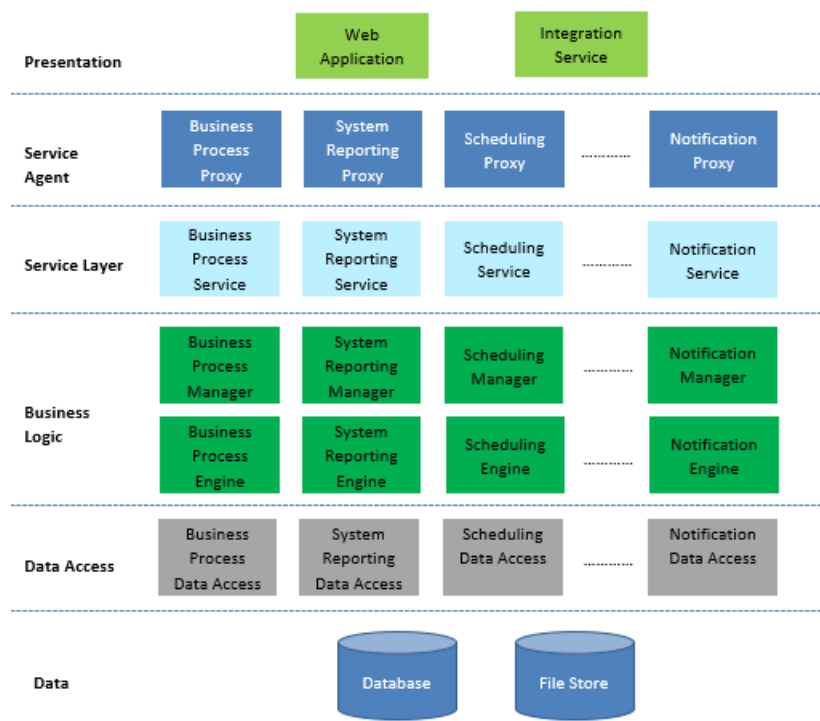 Presentation
Web
Application
Integration
Service
Service
Agent
Business
Process
Proxy
System
Reporting
Proxy
Scheduling
Proxy
..............
Notification
Proxy
Service Layer
Business
Process
Service
System
Reporting
Service
Scheduling
Service
..............
Notification
Service
Business
Logic
Business
Process
Manager
System
Reporting
Manager
Scheduling
Manager
..............
Notification
Manager
Business
Process
Engine
System
Reporting
Engine
Scheduling
Engine
..............
Notification
Engine
Data Access
Business
Process
Data Access
System
Reporting
Data Access
Scheduling
Data Access
..............
Notification
Data Access
Data
Database
File Store